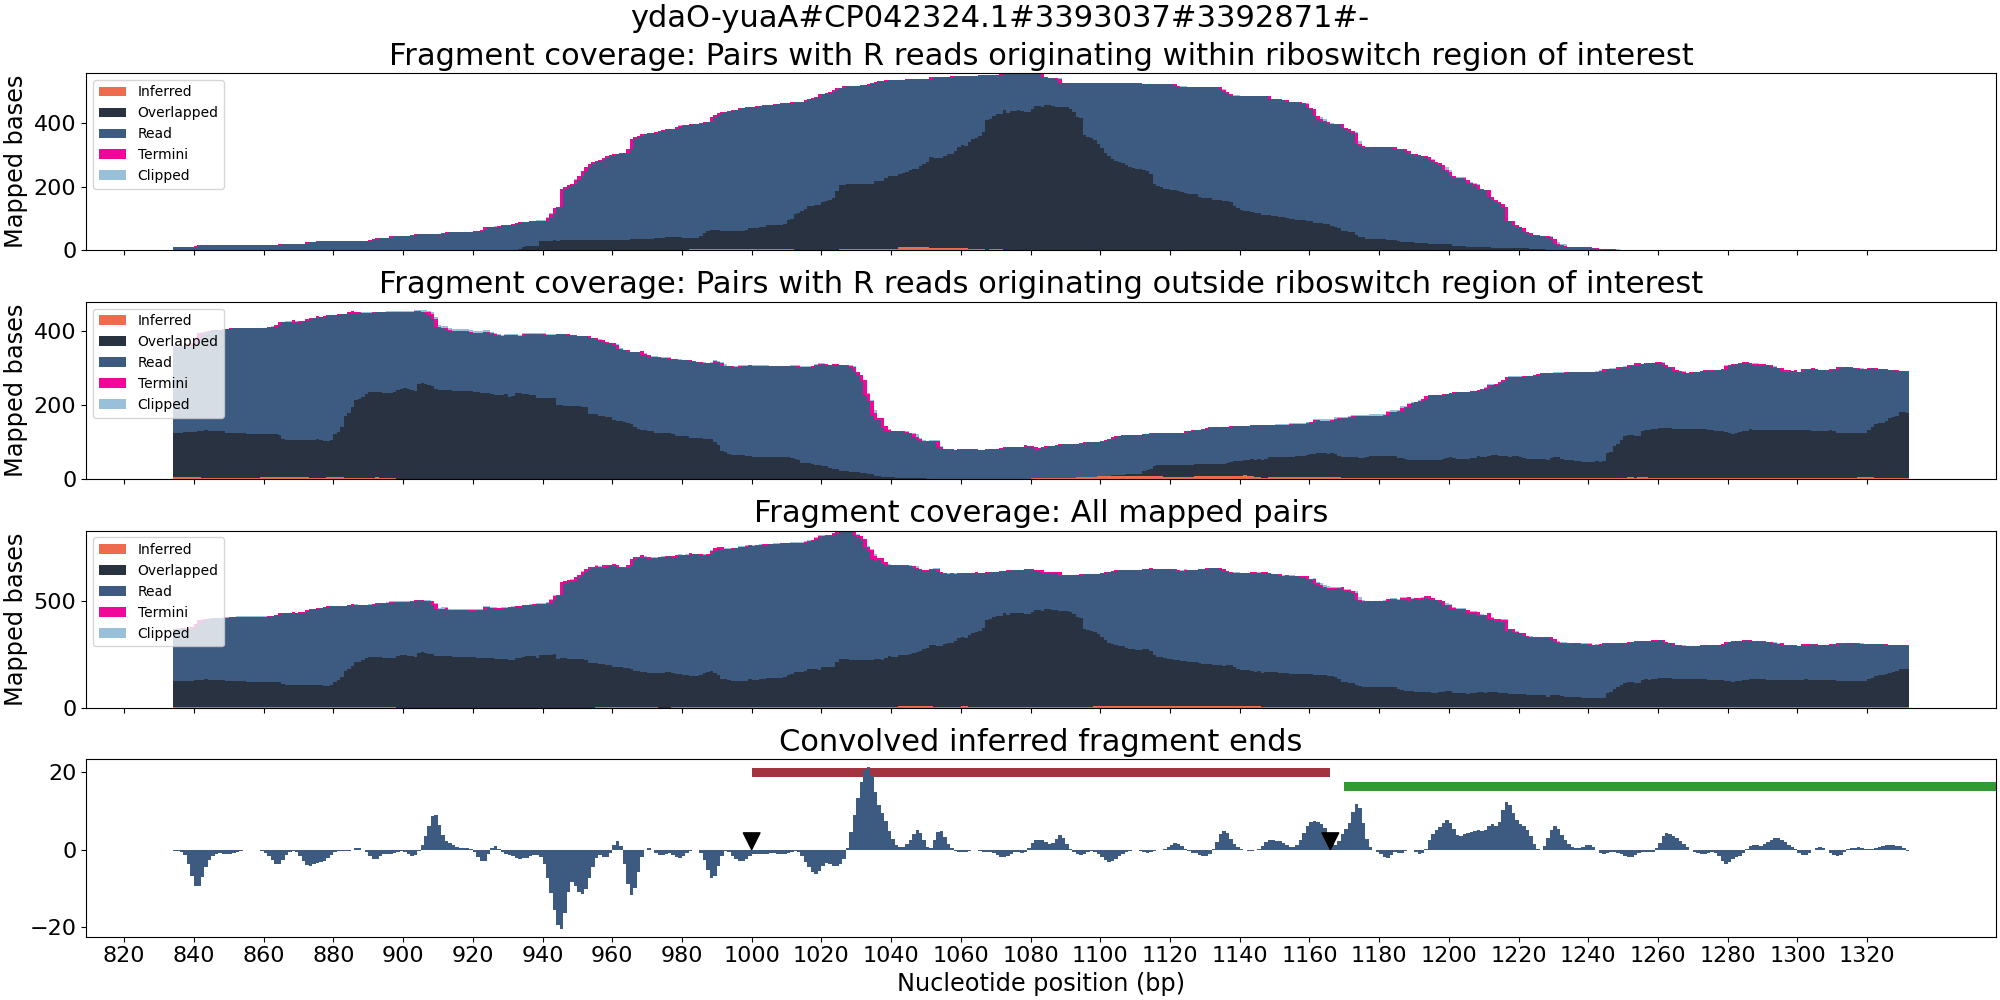 ydaO-yuaA#CP042324.1#3393037#3392871#-
Fragment coverage: Pairs with R reads originating within riboswitch region of interest
Mapped bases
400
200
0
Inferred
Overlapped
Read
Termini
Clipped
Fragment coverage: Pairs with R reads originating outside riboswitch region of interest
Mapped bases
400
200
0
Inferred
Overlapped
Read
Termini
Clipped
Fragment coverage: All mapped pairs
Mapped bases
500
0
Inferred
Overlapped
Read
Termini
Clipped
Convolved inferred fragment ends
20
0
−20
820 840 860 880 900 920 940 960 980 1000 1020 1040 1060 1080 1100 1120 1140 1160 1180 1200 1220 1240 1260 1280 1300 1320
Nucleotide position (bp)